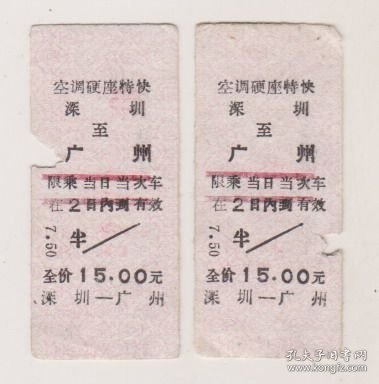 空调硬座特快
深圳
至
广州
限乘当日当次车
在2日内到有效
7.50
半
全价15.00元
深圳—广州
空调硬座特快
深圳
至
广州
限乘当日当次车
在2日内到有效
7.50
半
全价15.00元
深圳—广州
孔夫子旧书网
www.kongfz.com